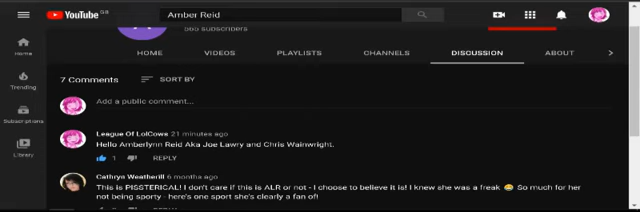 YouTube GB
Amber Reid
565 subscribers
HOME VIDEOS PLAYLISTS CHANNELS DISCUSSION ABOUT
Home
Trending
Subscriptions
Library
7 Comments SORT BY
Add a public comment...
League Of LolCows 21 minutes ago
Hello Amberlynn Reid Aka Joe Lawry and Chris Wainwright.
1 REPLY
Cathryn Weatherill 6 months ago
This is PISSTERICAL! I don't care if this is ALR or not - I choose to believe it is! I knew she was a freak 😂 So much for her
not being sporty - here's one sport she's clearly a fan of!